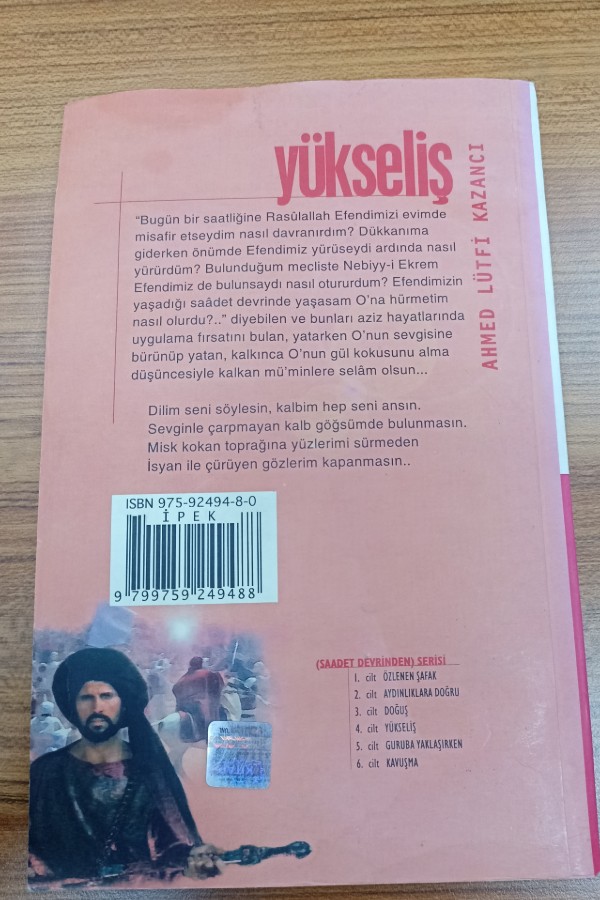 yükseliş
AHMED LÜTFİ KAZANCI
“Bugün bir saatliğine Rasûlallah Efendimizi evimde
misafir etseydim nasıl davranırdım? Dükkanıma
giderken önümde Efendimiz yürüseydi ardında nasıl
yürürdüm? Bulunduğum mecliste Nebiyy-i Ekrem
Efendimiz de bulunsaydı nasıl otururdum? Efendimizin
yaşadığı saâdet devrinde yaşasam O’na hürmetim
nasıl olurdu?..” diyebilen ve bunları aziz hayatlarında
uygulama fırsatını bulan, yatarken O’nun sevgisine
bürünüp yatan, kalkınca O’nun gül kokusunu alma
düşüncesiyle kalkan mü’minlere selâm olsun...
Dilim seni söylesin, kalbim hep seni ansın.
Sevginle çarpmayan kalb göğsümde bulunmasın.
Misk kokan toprağına yüzlerimi sürmeden
İsyan ile çürüyen gözlerim kapanmasın..
ISBN 975-92494-8-0
İPEK
9 799759 249488
(SAADET DEVRİNDEN) SERİSİ
1. cilt ÖZLENEN ŞAFAK
2. cilt AYDINLIKLARA DOĞRU
3. cilt DOĞUŞ
4. cilt YÜKSELİŞ
5. cilt GURUBA YAKLAŞIRKEN
6. cilt KAVUŞMA